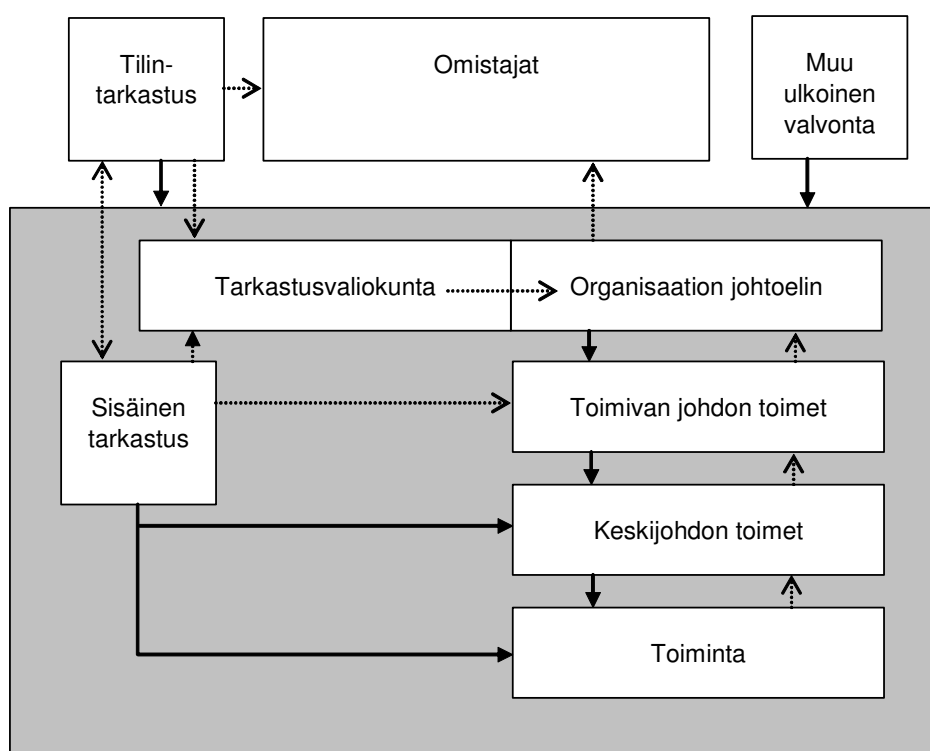 Tilin-
tarkastus
Omistajat
Muu
ulkoinen
valvonta
Tarkastusvaliokunta
Organisaation johtoelin
Sisäinen
tarkastus
Toimivan johdon toimet
Keskijohdon toimet
Toiminta